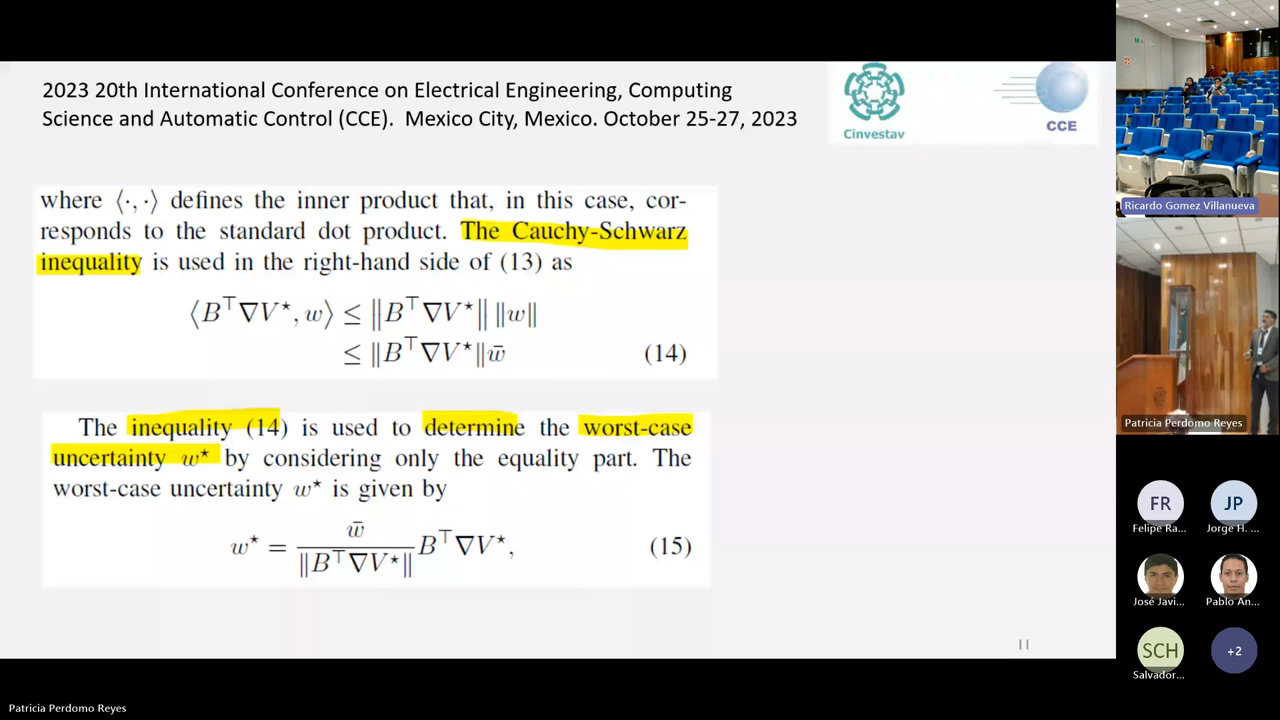 2023 20th International Conference on Electrical Engineering, Computing
Science and Automatic Control (CCE). Mexico City, Mexico. October 25-27, 2023
Cinvestav
CCE
where ⟨·, ·⟩ defines the inner product that, in this case, cor-
responds to the standard dot product. The Cauchy-Schwarz
inequality is used in the right-hand side of (13) as
⟨B⊤∇V⋆, w⟩ ≤ ‖B⊤∇V⋆‖ ‖w‖
≤ ‖B⊤∇V⋆‖w̄ (14)
The inequality (14) is used to determine the worst-case
uncertainty w⋆ by considering only the equality part. The
worst-case uncertainty w⋆ is given by
w⋆ = w̄ / ‖B⊤∇V⋆‖ B⊤∇V⋆, (15)
11
Ricardo Gomez Villanueva
Patricia Perdomo Reyes
FR
JP
Felipe Ra...
Jorge H. ...
José Javi...
Pablo An...
SCH
+2
Salvador...
Patricia Perdomo Reyes